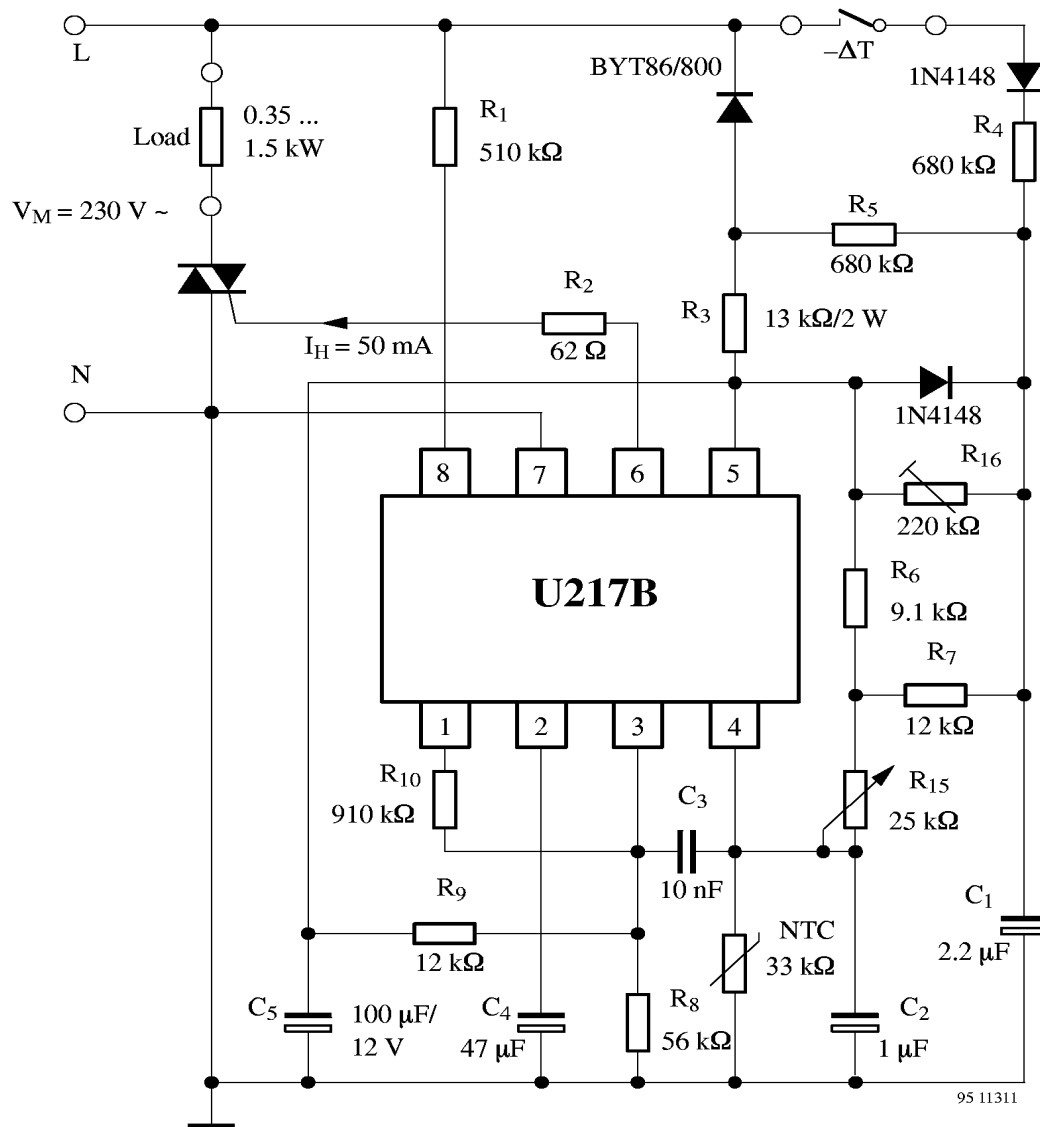 L
−ΔT
BYT86/800
1N4148
R1
510 kΩ
0.35 ...
1.5 kW
Load
R4
680 kΩ
VM = 230 V ~
R5
680 kΩ
R2
62 Ω
IH = 50 mA
R3
13 kΩ/2 W
N
1N4148
8
7
6
5
R16
220 kΩ
U217B
R6
9.1 kΩ
R7
12 kΩ
1
2
3
4
R10
910 kΩ
C3
10 nF
R15
25 kΩ
R9
12 kΩ
NTC
33 kΩ
C1
2.2 μF
C5
100 μF/
12 V
C4
47 μF
R8
56 kΩ
C2
1 μF
95 11311